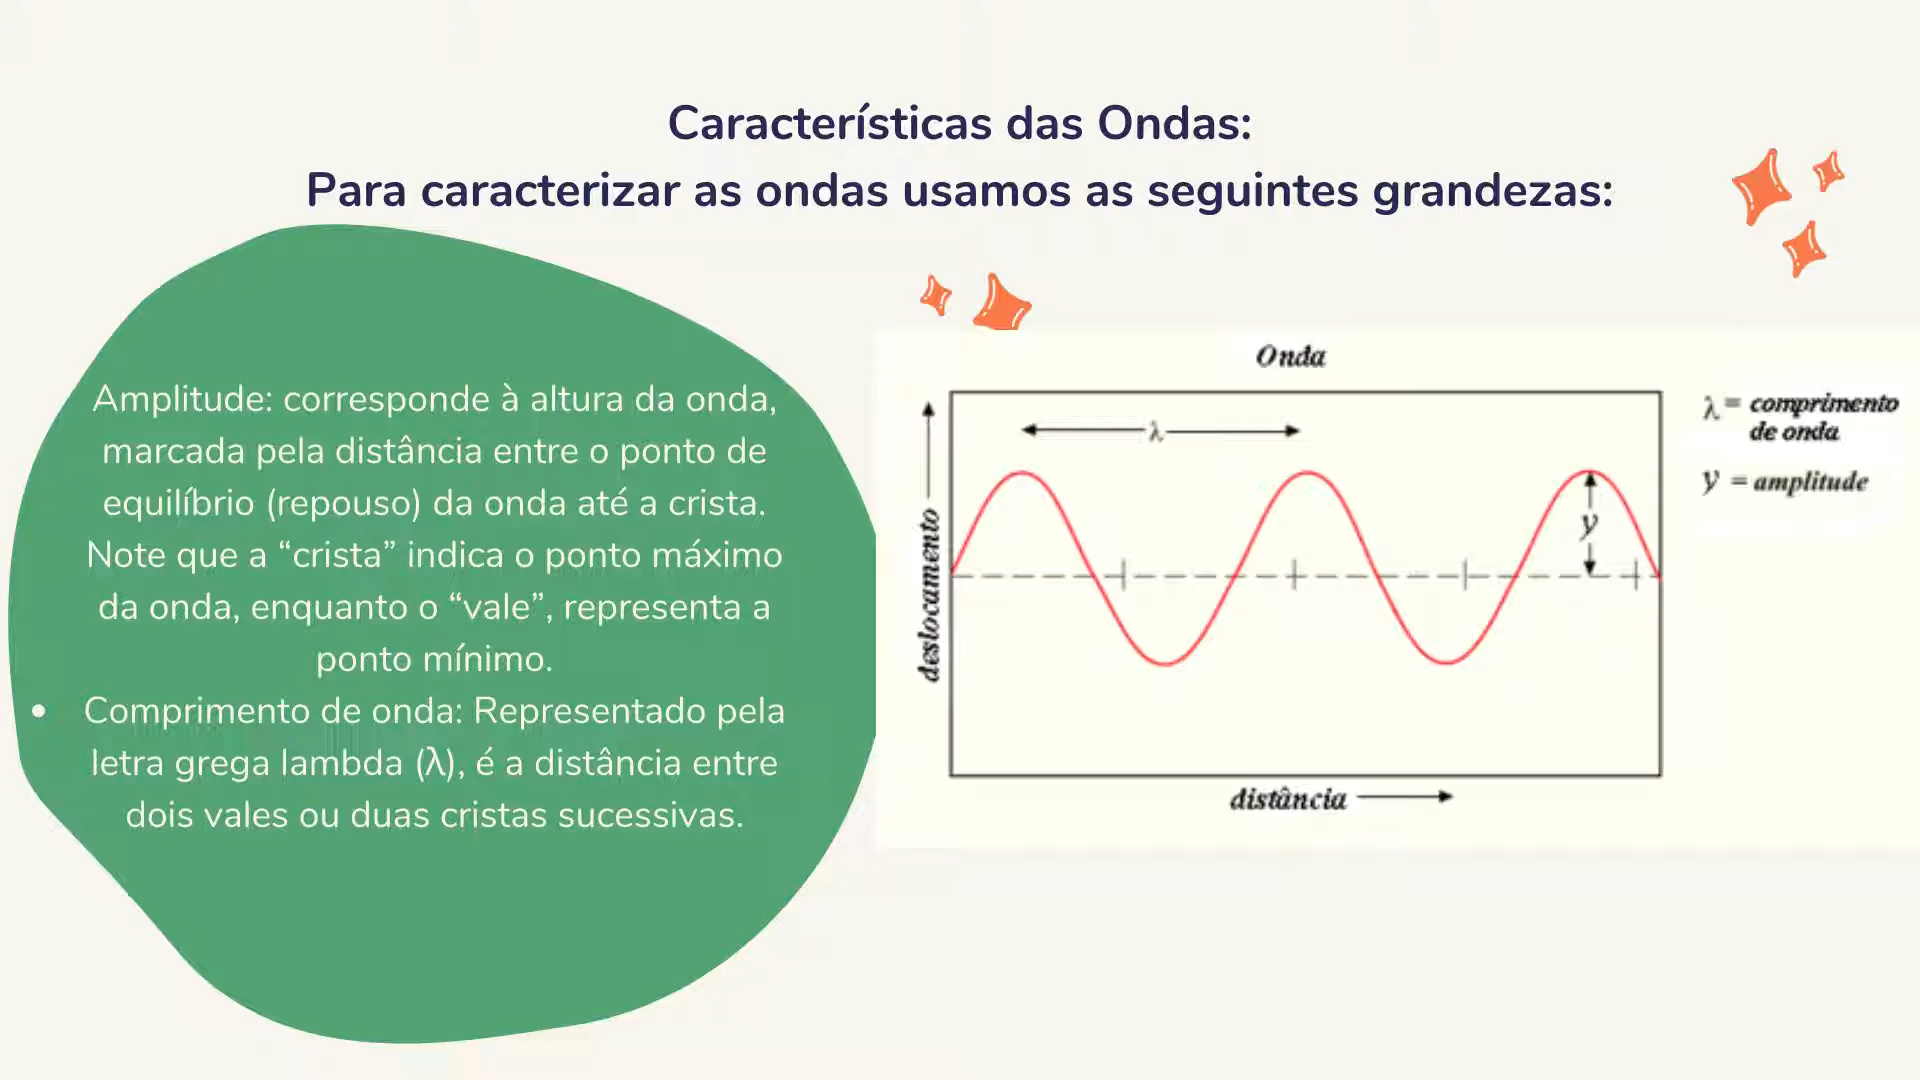 Características das Ondas:
Para caracterizar as ondas usamos as seguintes grandezas:
Amplitude: corresponde à altura da onda,
marcada pela distância entre o ponto de
equilíbrio (repouso) da onda até a crista.
Note que a “crista” indica o ponto máximo
da onda, enquanto o “vale”, representa a
ponto mínimo.
• Comprimento de onda: Representado pela
letra grega lambda (λ), é a distância entre
dois vales ou duas cristas sucessivas.
Onda
λ
y
deslocamento
distância
λ = comprimento
de onda
y = amplitude